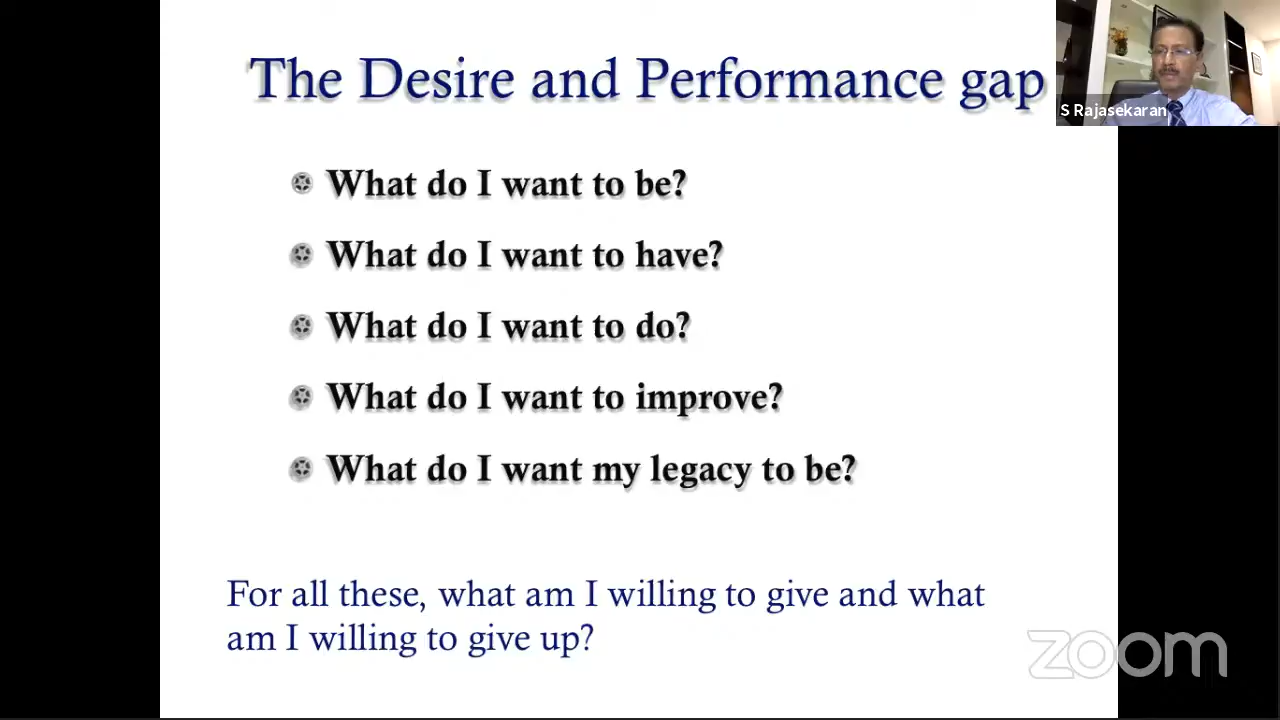 The Desire and Performance gap
S Rajasekaran
What do I want to be?
What do I want to have?
What do I want to do?
What do I want to improve?
What do I want my legacy to be?
For all these, what am I willing to give and what
am I willing to give up?
zoom